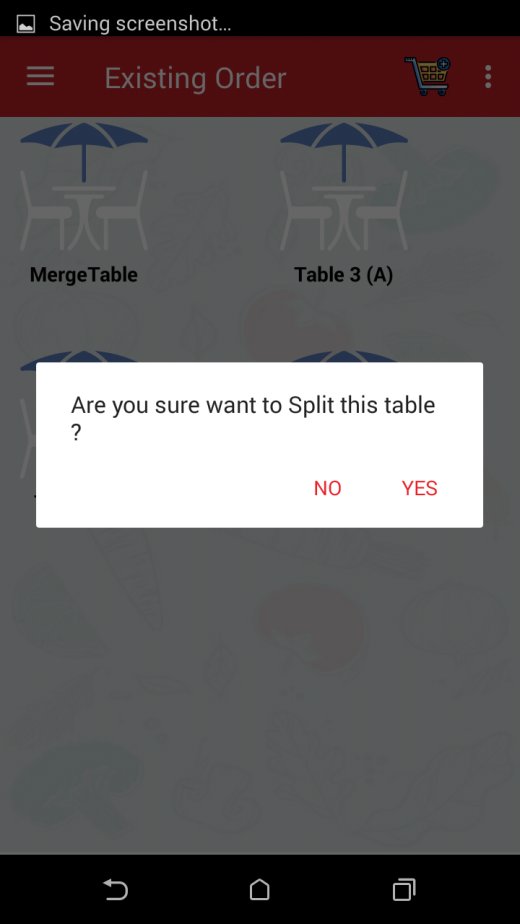 Saving screenshot...
Existing Order
MergeTable
Table 3 (A)
Are you sure want to Split this table
?
NO
YES